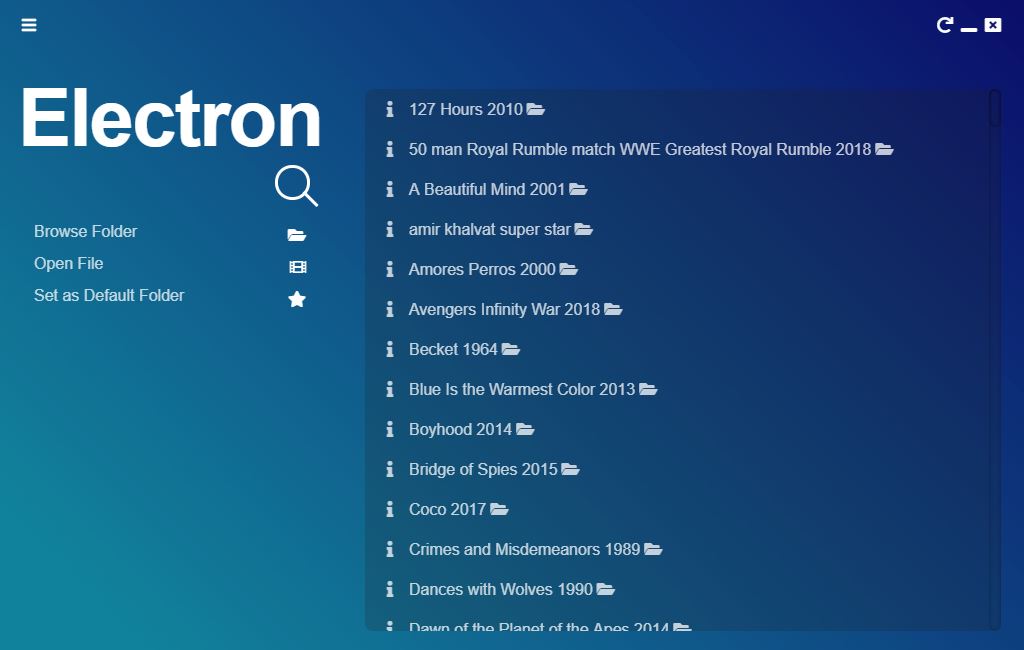 Electron
Browse Folder
Open File
Set as Default Folder
127 Hours 2010
50 man Royal Rumble match WWE Greatest Royal Rumble 2018
A Beautiful Mind 2001
amir khalvat super star
Amores Perros 2000
Avengers Infinity War 2018
Becket 1964
Blue Is the Warmest Color 2013
Boyhood 2014
Bridge of Spies 2015
Coco 2017
Crimes and Misdemeanors 1989
Dances with Wolves 1990
Dawn of the Planet of the Apes 2014